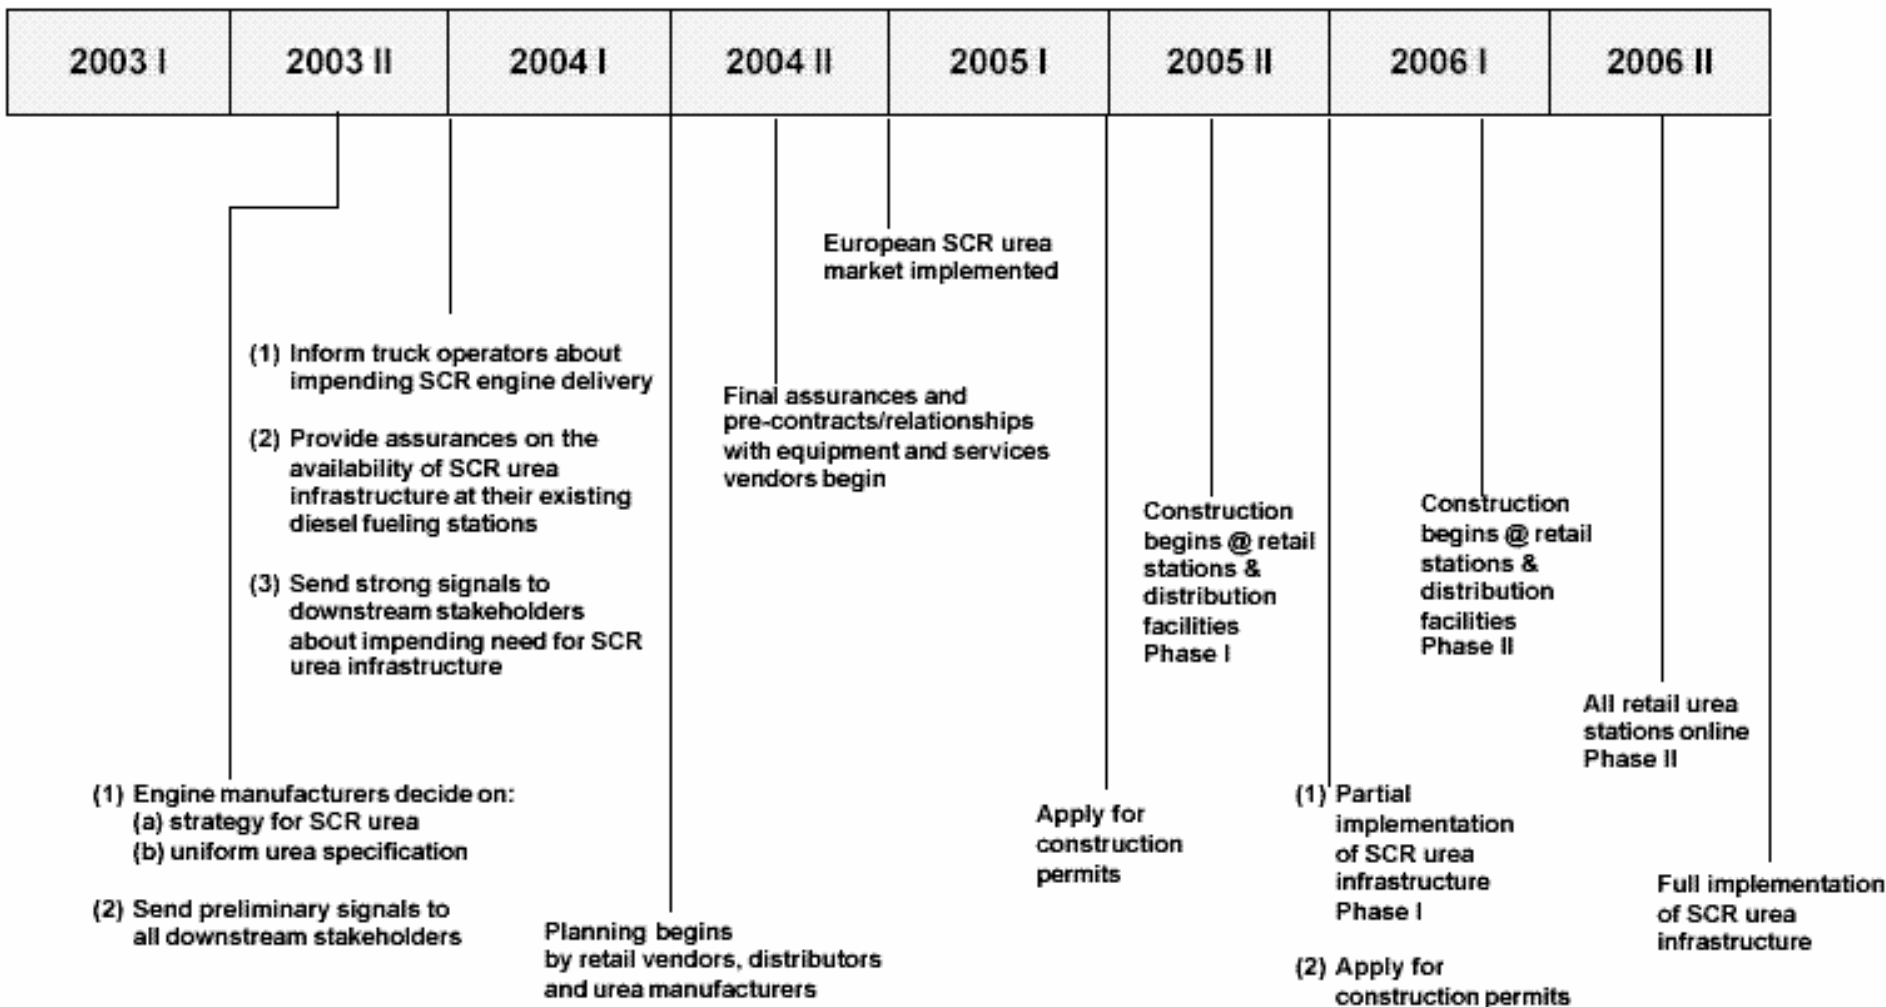 2003 I
2003 II
2004 I
2004 II
2005 I
2005 II
2006 I
2006 II
European SCR urea
market implemented
(1) Inform truck operators about
impending SCR engine delivery
(2) Provide assurances on the
availability of SCR urea
infrastructure at their existing
diesel fueling stations
(3) Send strong signals to
downstream stakeholders
about impending need for SCR
urea infrastructure
Final assurances and
pre-contracts/relationships
with equipment and services
vendors begin
Construction
begins @ retail
stations &
distribution
facilities
Phase I
Construction
begins @ retail
stations &
distribution
facilities
Phase II
All retail urea
stations online
Phase II
(1) Engine manufacturers decide on:
(a) strategy for SCR urea
(b) uniform urea specification
(2) Send preliminary signals to
all downstream stakeholders
Planning begins
by retail vendors, distributors
and urea manufacturers
Apply for
construction
permits
(1) Partial
implementation
of SCR urea
infrastructure
Phase I
(2) Apply for
construction permits
Full implementation
of SCR urea
infrastructure